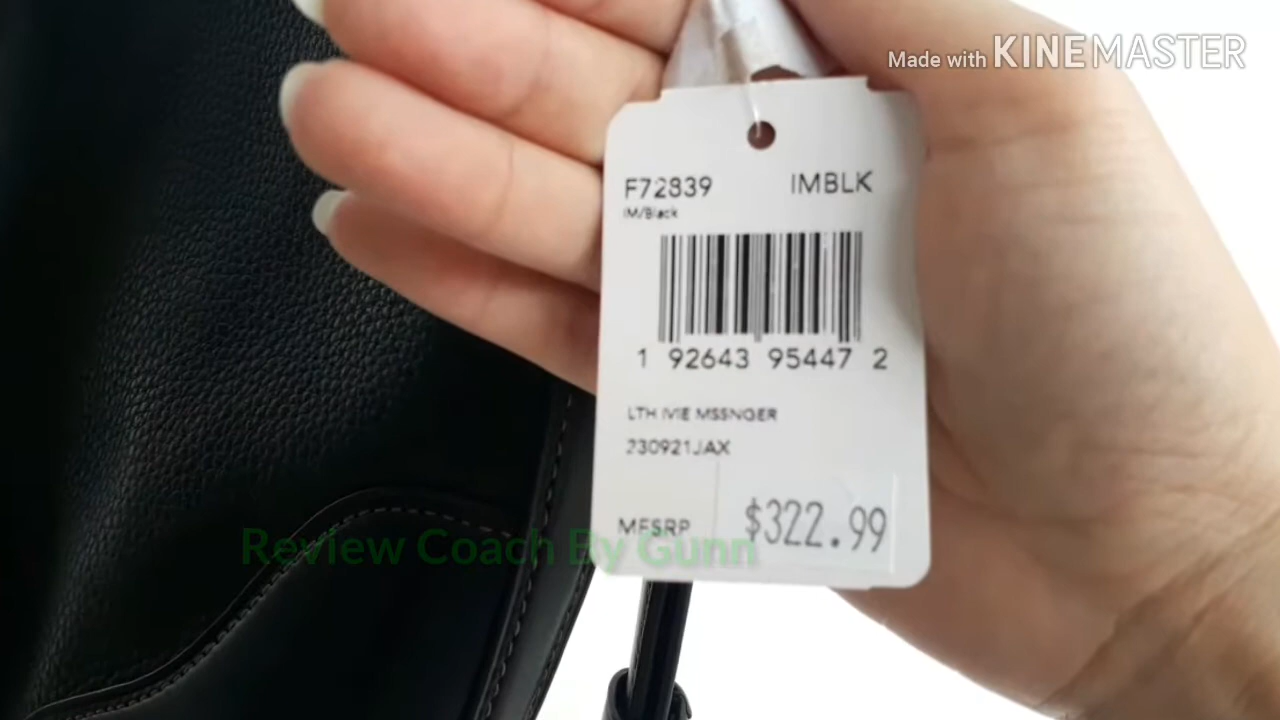 Made with KINEMASTER
F72839 IMBLK
IM/Black
1 92643 95447 2
LTH IVIE MSSNGER
230921JAX
MFSRP $322.99
Review Coach By Gunn